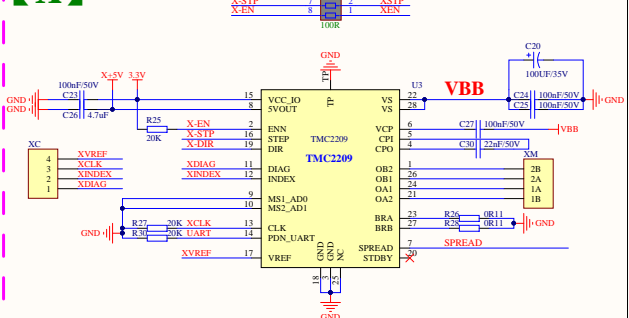 X-STP 7 2 XSTP
X-EN 8 1 XEN
100R
GND
C20
100UF/35V
X+5V 3.3V
100nF/50V
C23
GND
GND
C26 4.7uF
U3
VBB
C24 100nF/50V
C25 100nF/50V
GND
TP
TP
15 VCC_IO
8 5VOUT
VS 22
VS 28
R25
20K
X-EN 2 ENN
X-STP 16 STEP
X-DIR 19 DIR
TMC2209
TMC2209
VCP 6 C27 100nF/50V VBB
CPI 5
CPO 4 C30 22nF/50V
XC
4 XVREF
3 XCLK
2 XINDEX
1 XDIAG
XDIAG 11 DIAG
XINDEX 12 INDEX
OB2 1
OB1 26
OA1 24
OA2 21
XM
2B
2A
1A
1B
9 MS1_AD0
10 MS2_AD1
GND
R27 20K XCLK 13 CLK
R30 20K UART 14 PDN_UART
XVREF 17 VREF
BRA 23 R26 0R11
BRB 27 R28 0R11
GND
SPREAD 7 SPREAD
STDBY 20
GND GND NC
18 3 25
GND